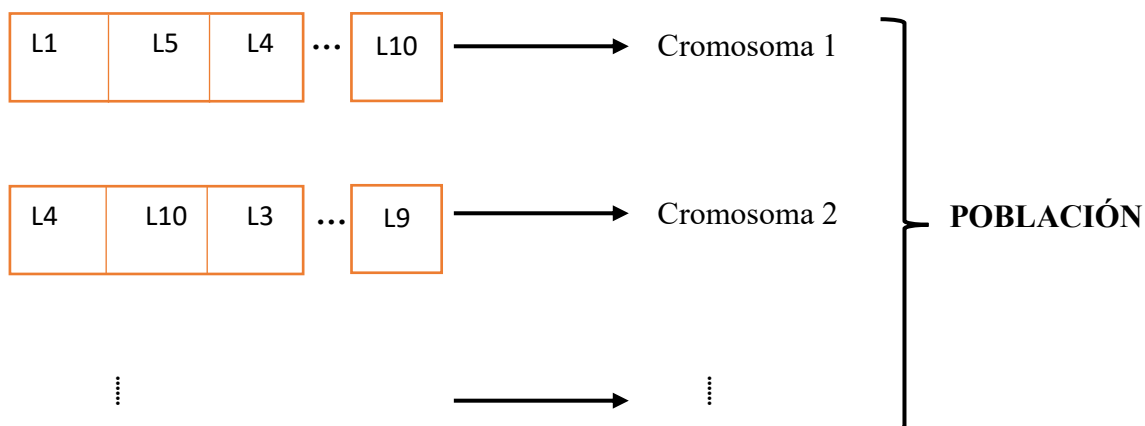 L1 L5 L4 ... L10 Cromosoma 1
L4 L10 L3 ... L9 Cromosoma 2
POBLACIÓN